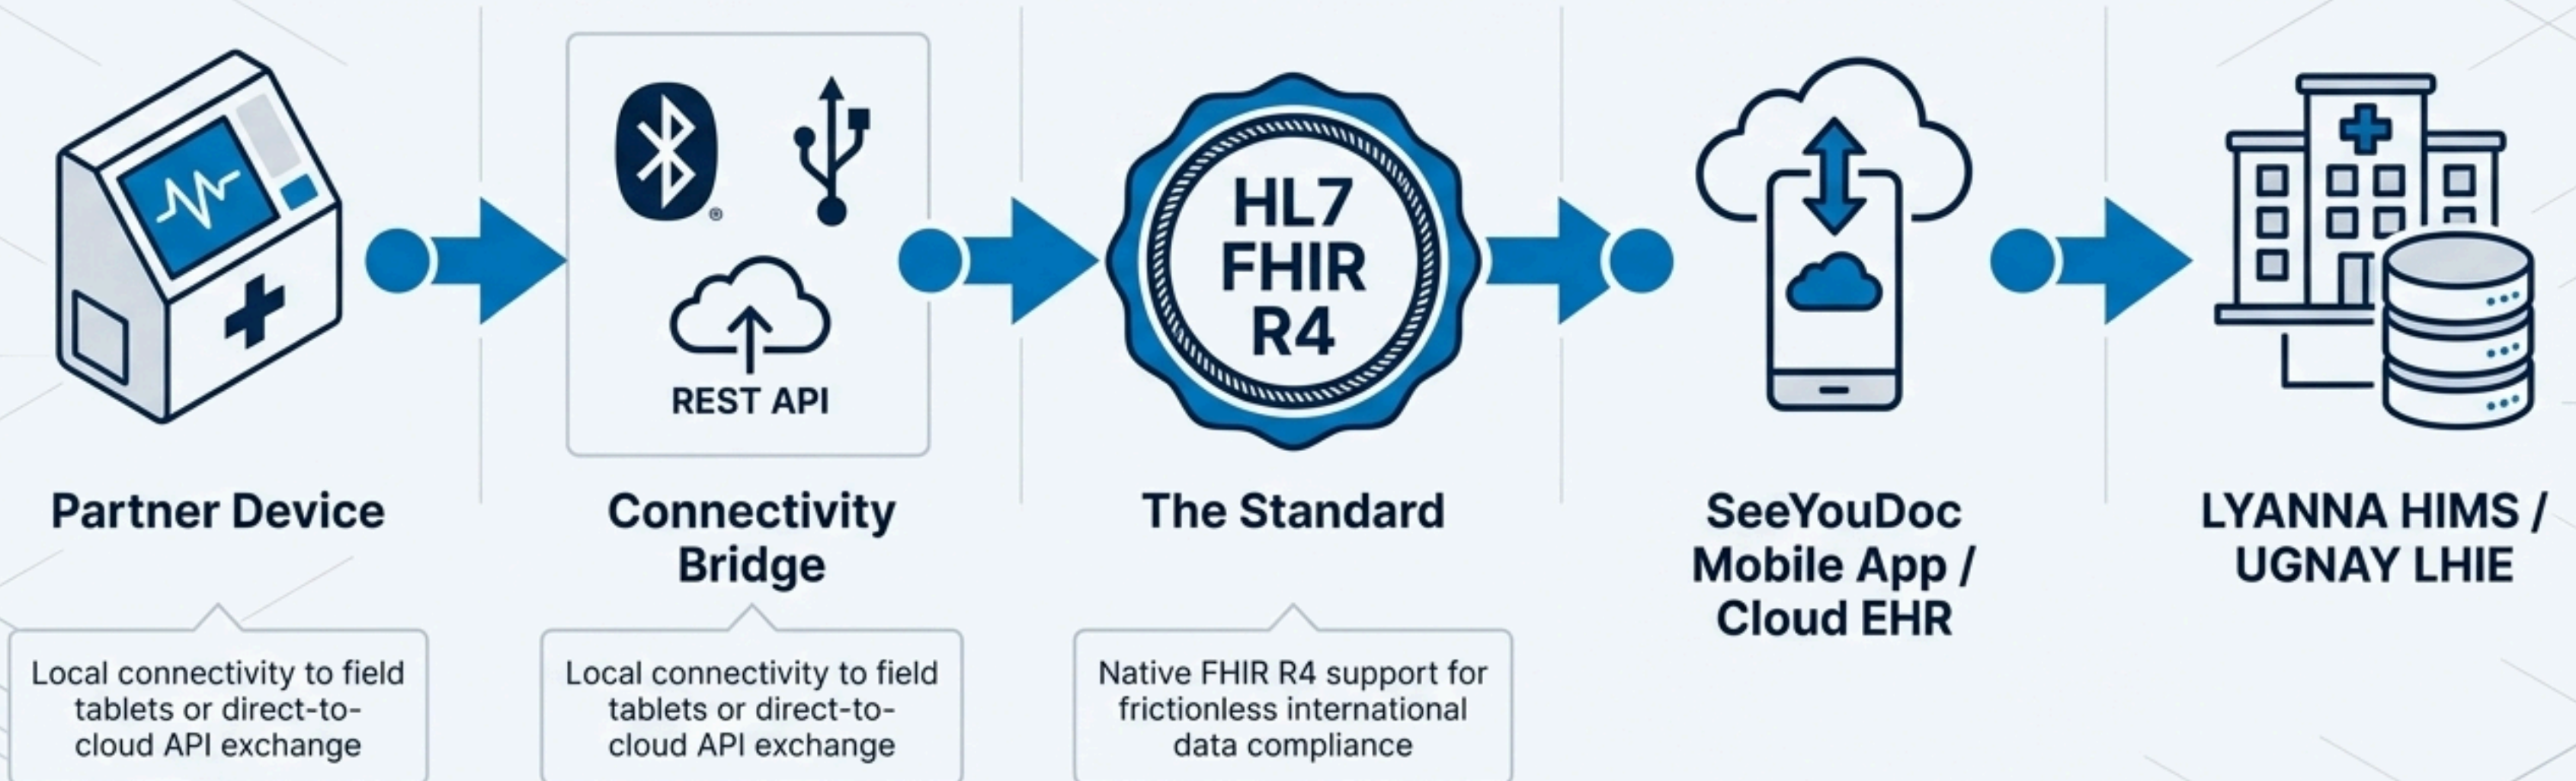 ®
REST API
HL7
FHIR
R4
Partner Device
Connectivity
Bridge
The Standard
SeeYouDoc
Mobile App /
Cloud EHR
LYANNA HIMS /
UGNAY LHIE
Local connectivity to field
tablets or direct-to-
cloud API exchange
Local connectivity to field
tablets or direct-to-
cloud API exchange
Native FHIR R4 support for
frictionless international
data compliance